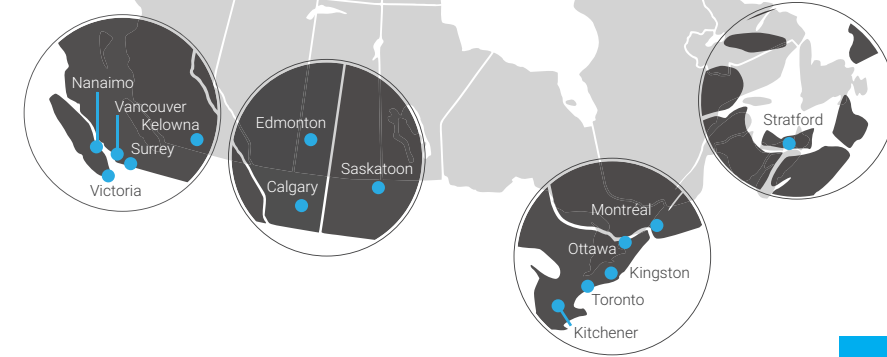 Nanaimo
Vancouver
Kelowna
Surrey
Victoria
Edmonton
Saskatoon
Calgary
Montréal
Ottawa
Kingston
Toronto
Kitchener
Stratford